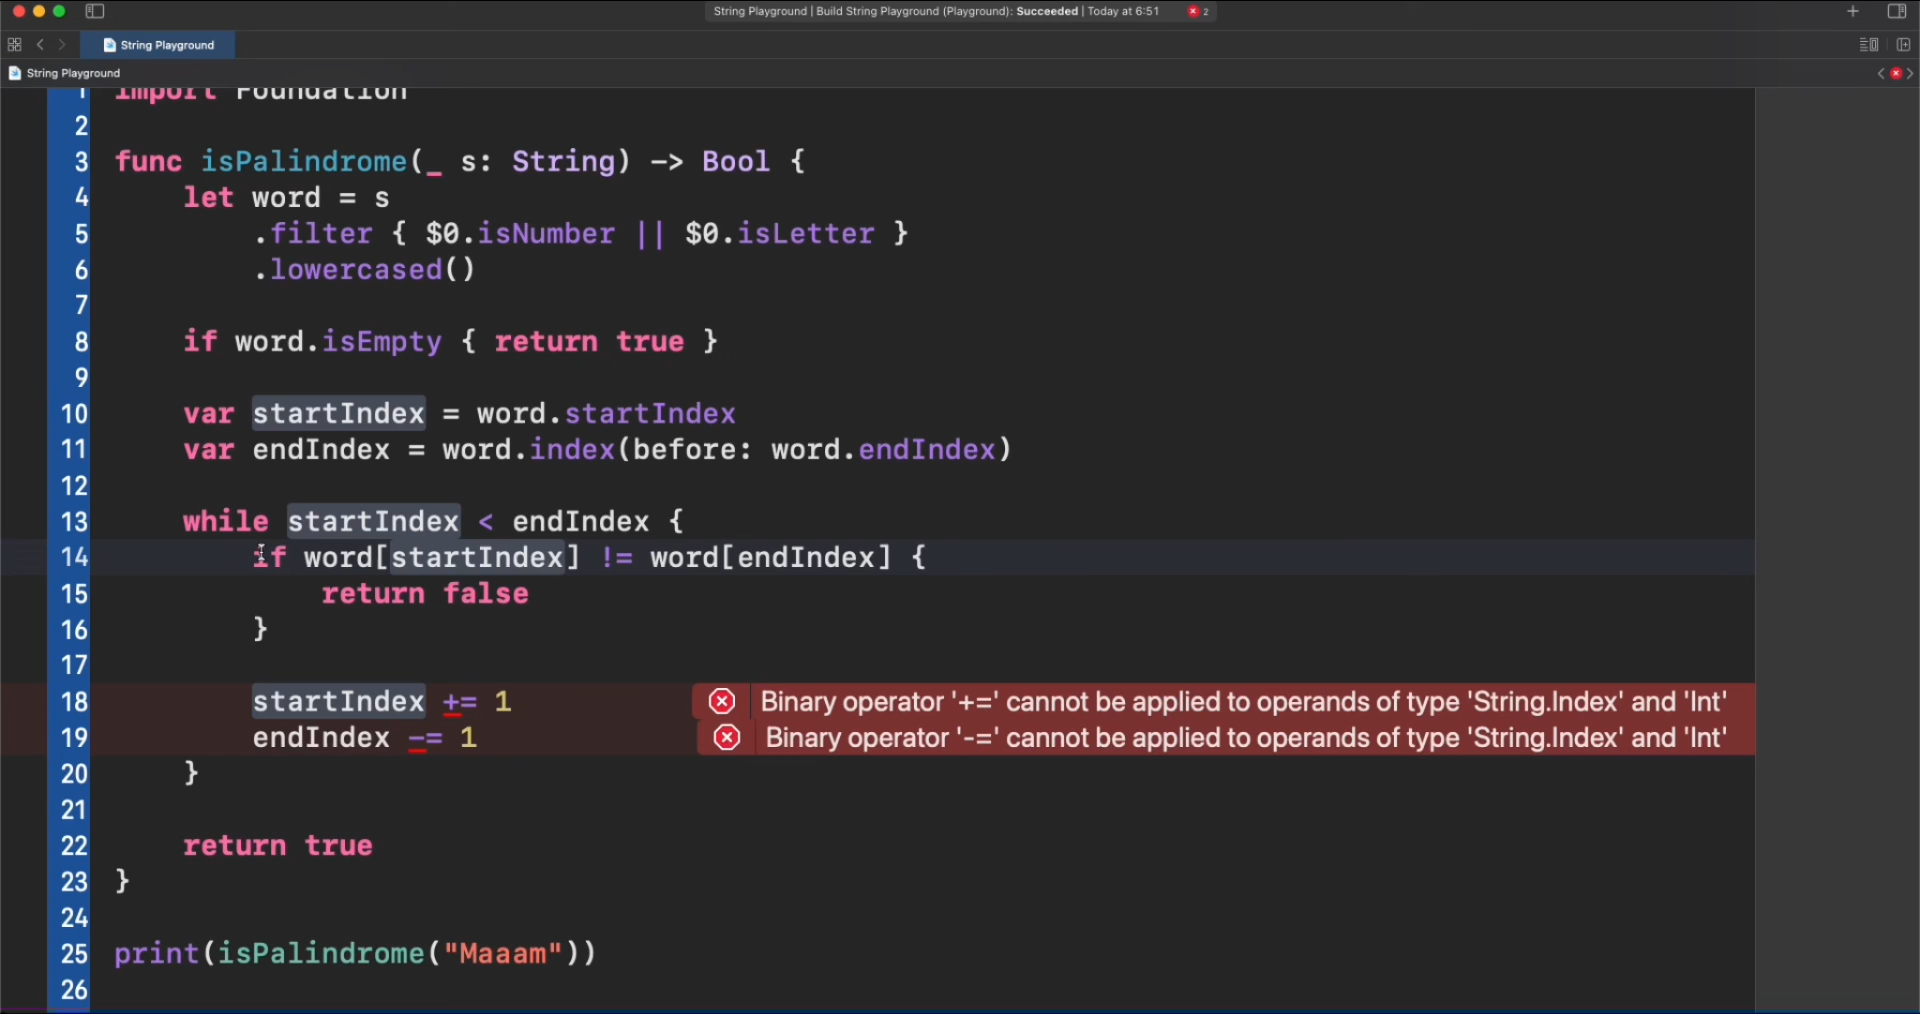 String Playground | Build String Playground (Playground): Succeeded | Today at 6:51 2
String Playground
String Playground
1 import Foundation
2
3 func isPalindrome(_ s: String) -> Bool {
4 let word = s
5 .filter { $0.isNumber || $0.isLetter }
6 .lowercased()
7
8 if word.isEmpty { return true }
9
10 var startIndex = word.startIndex
11 var endIndex = word.index(before: word.endIndex)
12
13 while startIndex < endIndex {
14 if word[startIndex] != word[endIndex] {
15 return false
16 }
17
18 startIndex += 1 Binary operator '+=' cannot be applied to operands of type 'String.Index' and 'Int'
19 endIndex -= 1 Binary operator '-=' cannot be applied to operands of type 'String.Index' and 'Int'
20 }
21
22 return true
23 }
24
25 print(isPalindrome("Maaam"))
26